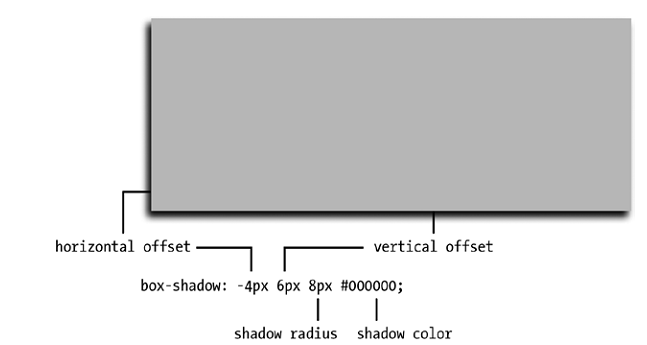 horizontal offset
vertical offset
box-shadow: -4px 6px 8px #000000;
shadow radius
shadow color